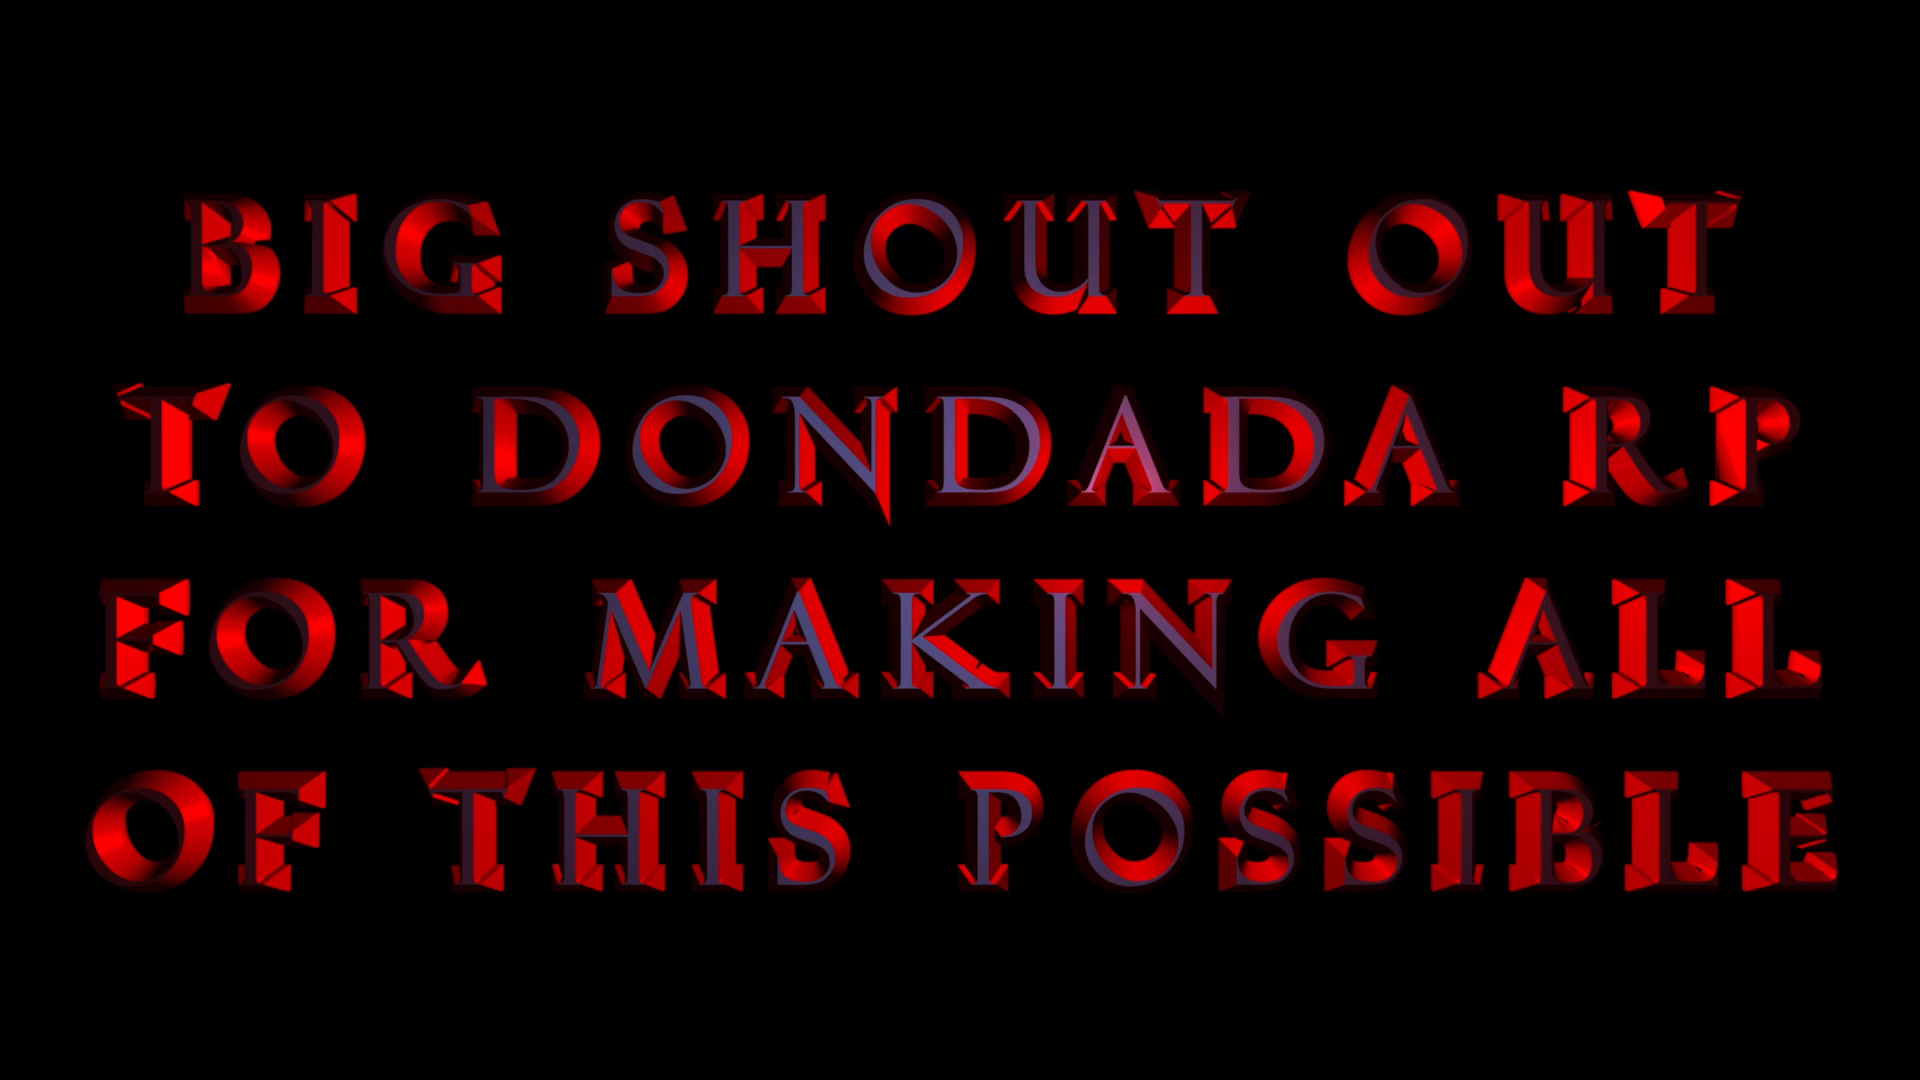 BIG SHOUT OUT
TO DONDADA RP
FOR MAKING ALL
OF THIS POSSIBLE